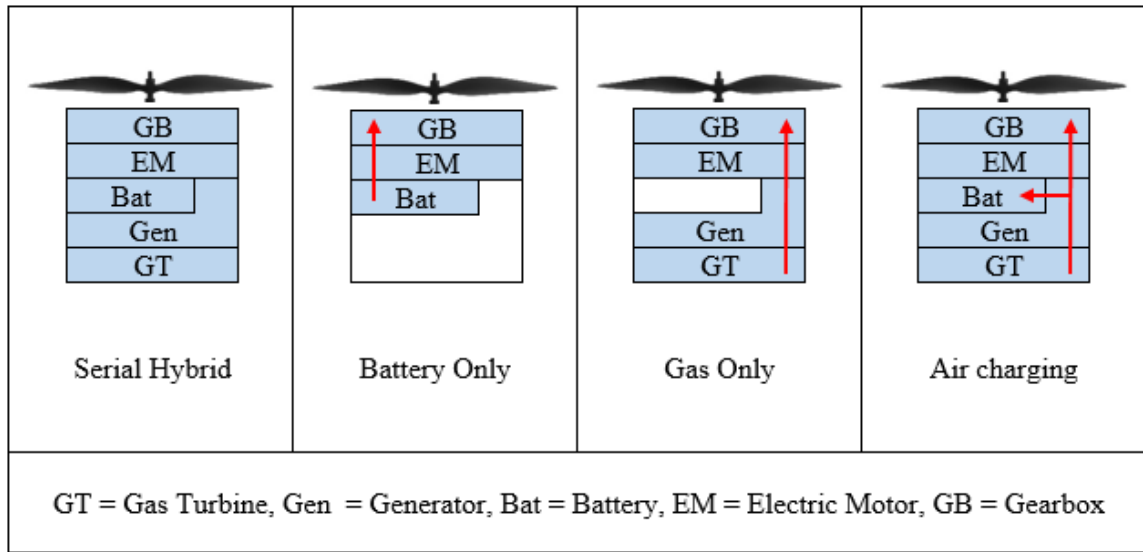 GB
EM
Bat
Gen
GT
Serial Hybrid
GB
EM
Bat
Battery Only
GB
EM
Gen
GT
Gas Only
GB
EM
Bat
Gen
GT
Air charging
GT = Gas Turbine, Gen = Generator, Bat = Battery, EM = Electric Motor, GB = Gearbox